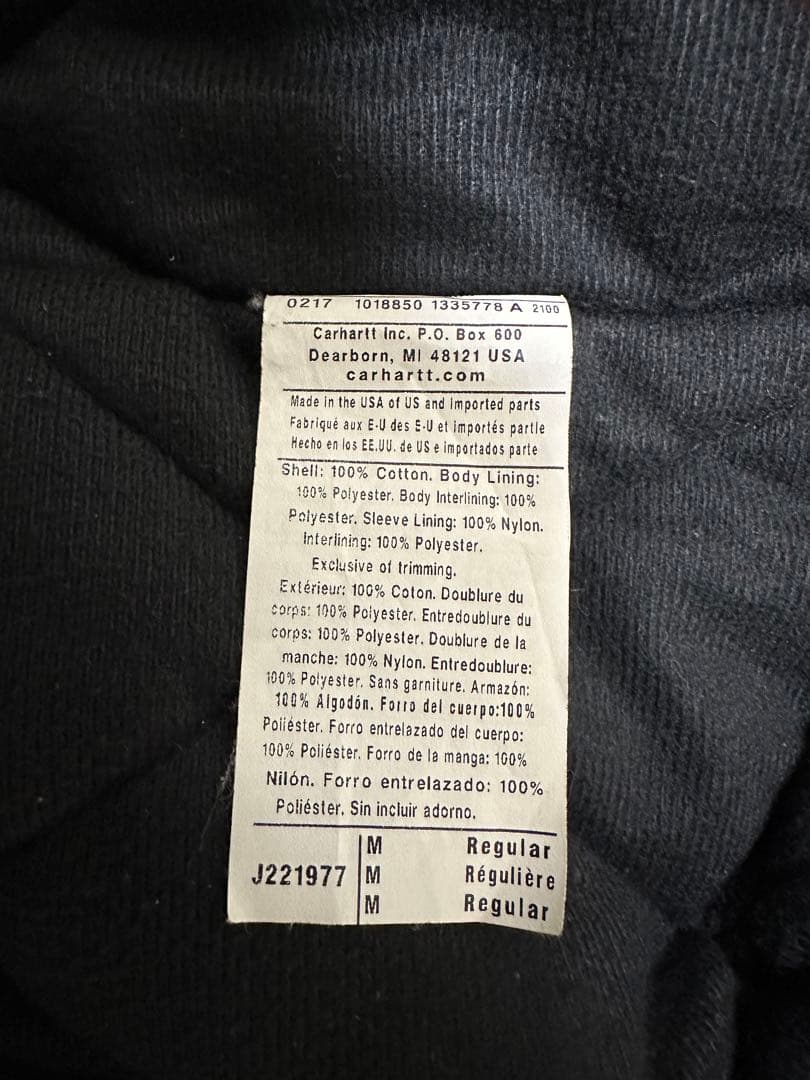 0217 1018850 1335778 A 2100
Carhartt Inc. P.O. Box 600
Dearborn, MI 48121 USA
carhartt.com
Made in the USA of US and Imported parts
Fabriqué aux E-U des E-U et importés partie
Hecho en los EE.UU. de US e importados parte
Shell: 100% Cotton. Body Lining:
100% Polyester. Body Interlining: 100%
Polyester. Sleeve Lining: 100% Nylon.
Interlining: 100% Polyester.
Exclusive of trimming.
Extérieur: 100% Coton. Doublure du
corps: 100% Polyester. Entredoublure du
corps: 100% Polyester. Doublure de la
manche: 100% Nylon. Entredoublure:
100% Polyester. Sans garniture. Armazón:
100% Algodón. Forro del cuerpo:100%
Poliéster. Forro entrelazado del cuerpo:
100% Poliéster. Forro de la manga: 100%
Nilón. Forro entrelazado: 100%
Poliéster. Sin incluir adorno.
M Regular
J221977 M Régulière
M Regular